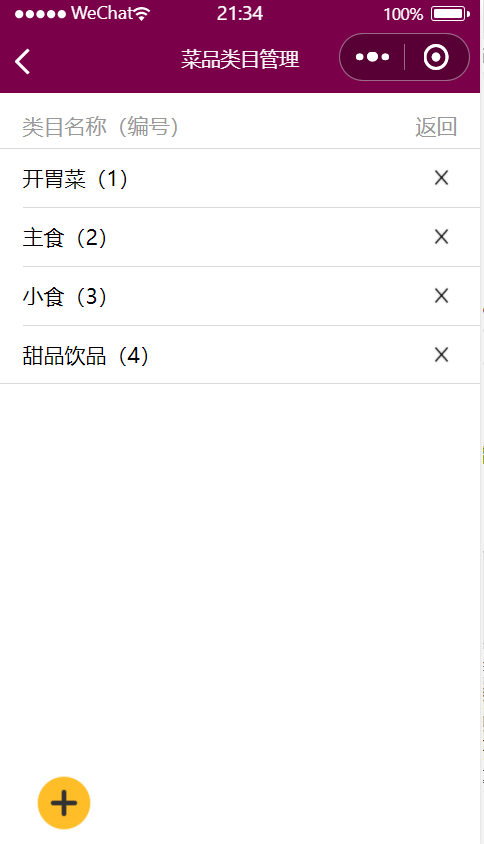 WeChat 21:34 100%
菜品类目管理
类目名称（编号） 返回
开胃菜（1）
主食（2）
小食（3）
甜品饮品（4）